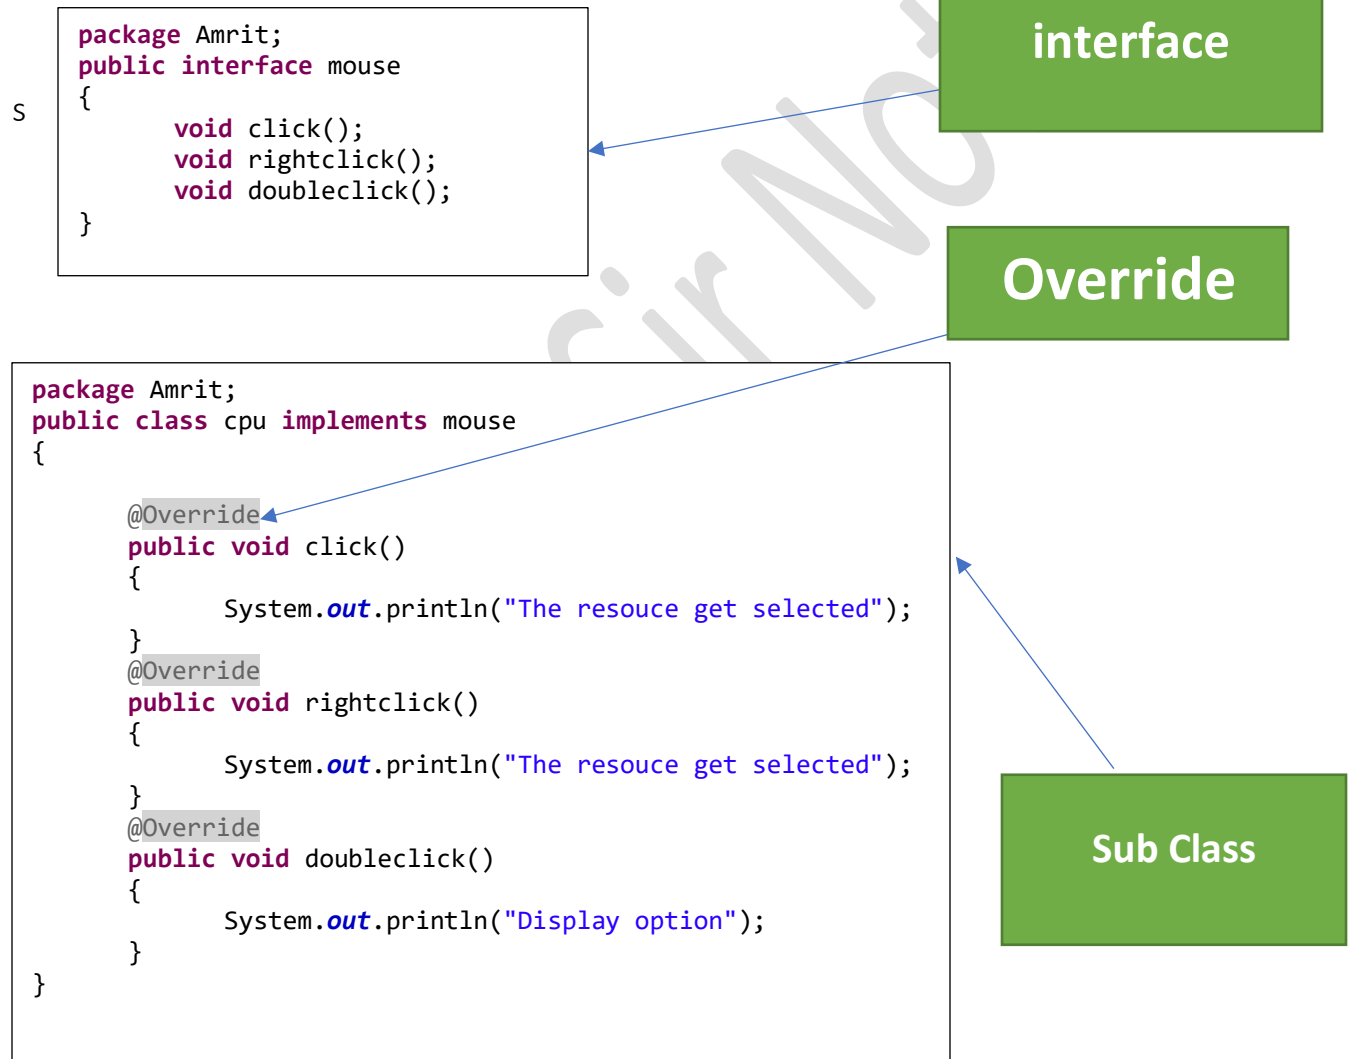 interface
package Amrit;
public interface mouse
{
void click();
void rightclick();
void doubleclick();
}
S
Override
package Amrit;
public class cpu implements mouse
{
@Override
public void click()
{
System.out.println("The resouce get selected");
}
@Override
public void rightclick()
{
System.out.println("The resouce get selected");
}
@Override
public void doubleclick()
{
System.out.println("Display option");
}
}
Sub Class
Sir Not